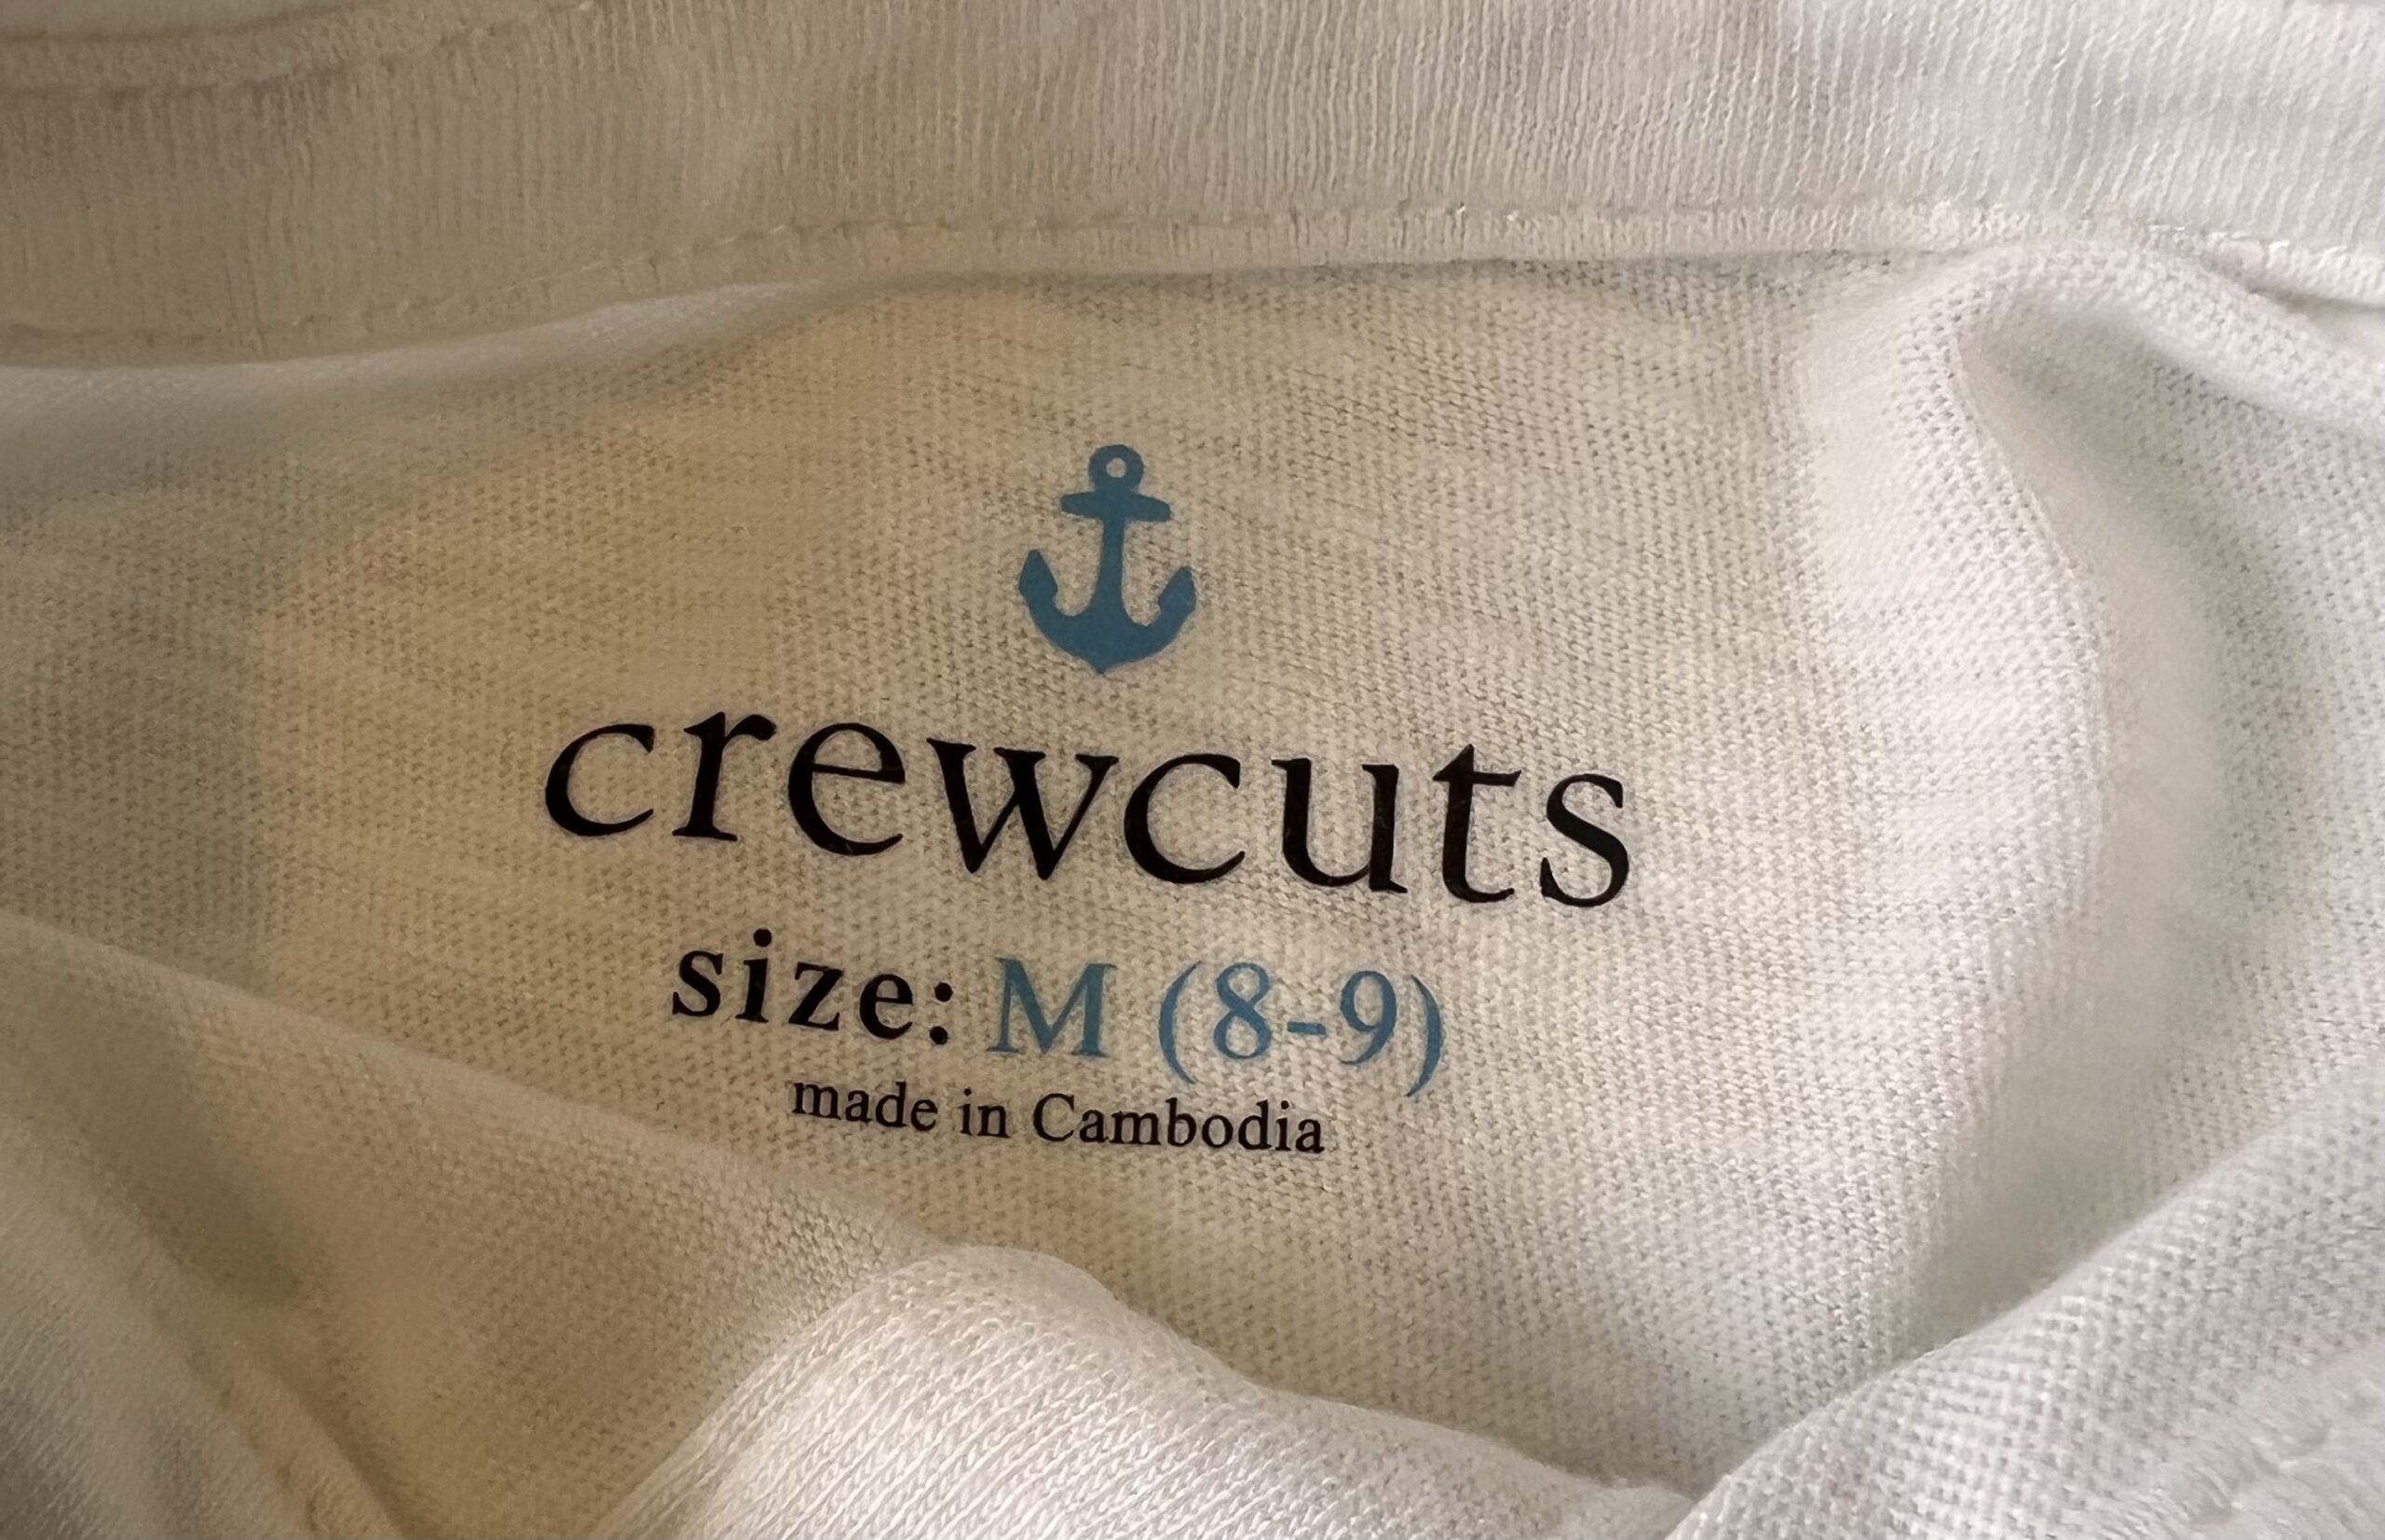 crewcuts
size: M (8-9)
made in Cambodia